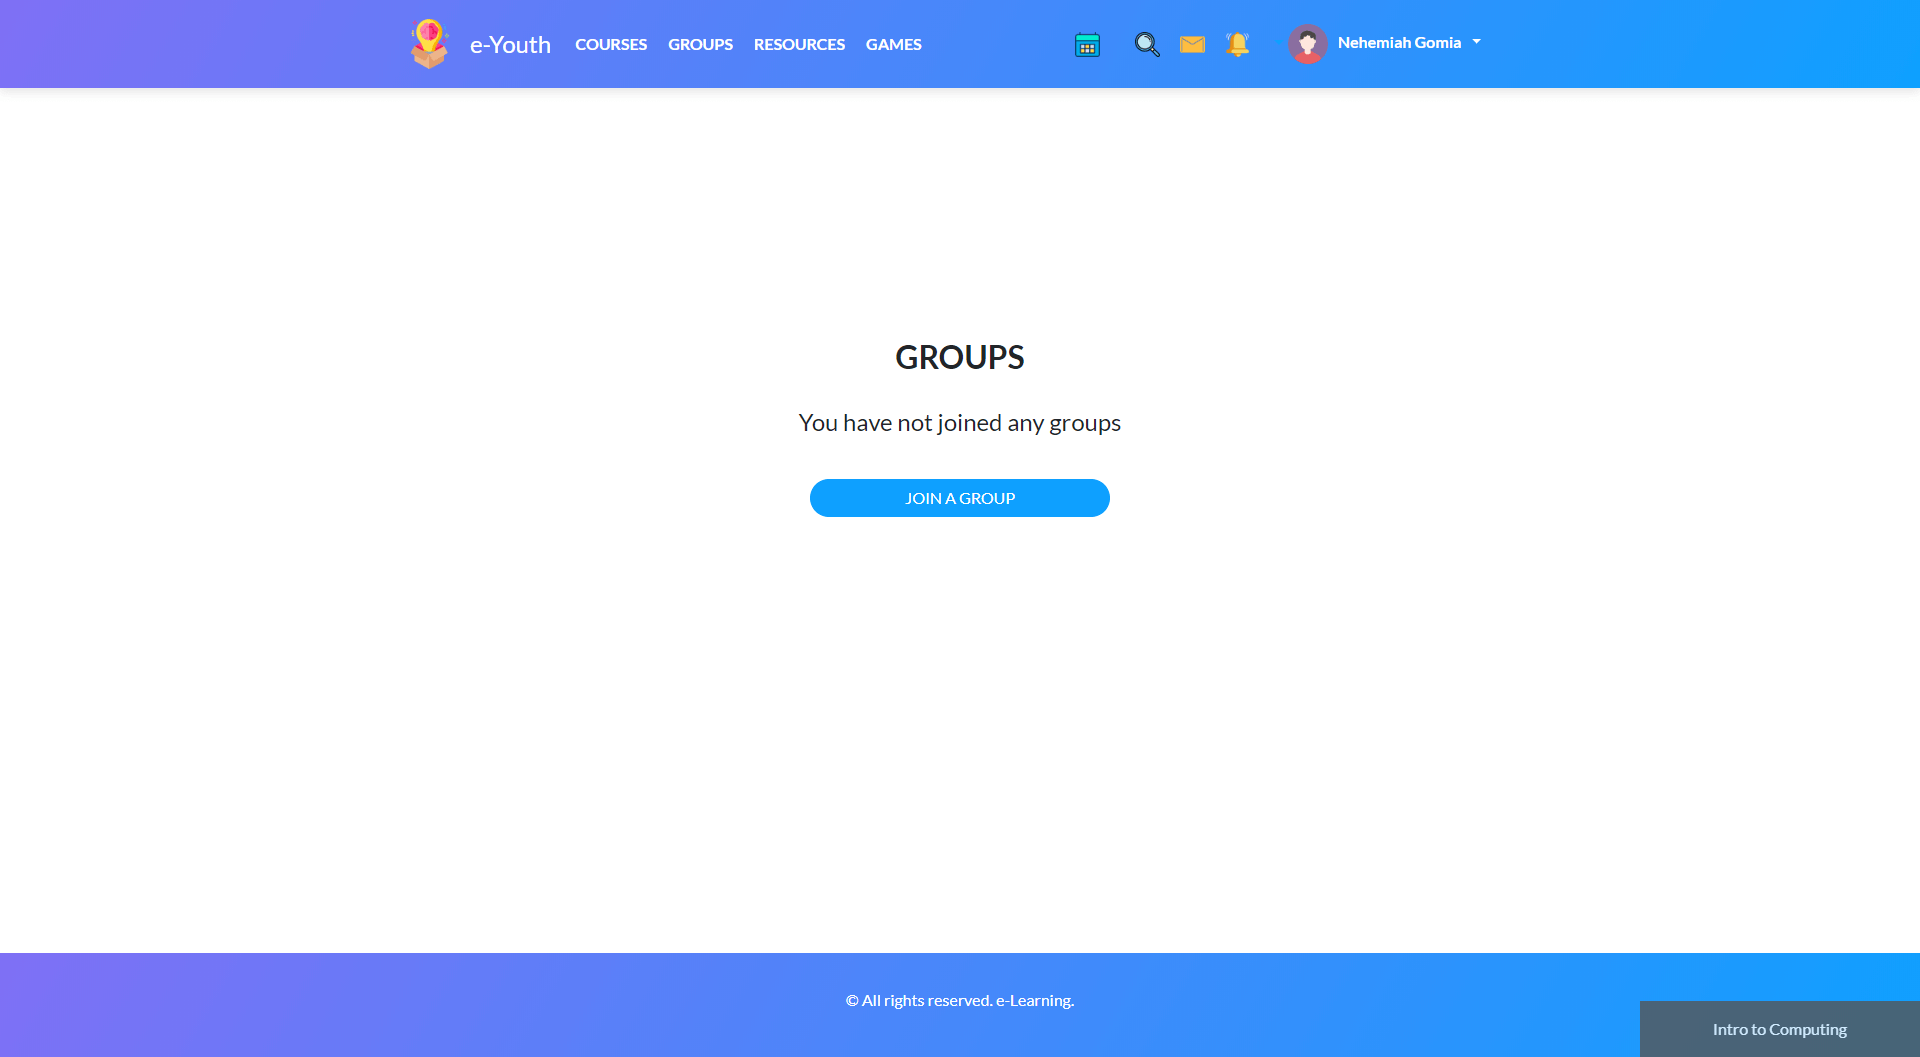 e-Youth COURSES GROUPS RESOURCES GAMES Nehemiah Gomia
GROUPS
You have not joined any groups
JOIN A GROUP
© All rights reserved. e-Learning.
Intro to Computing